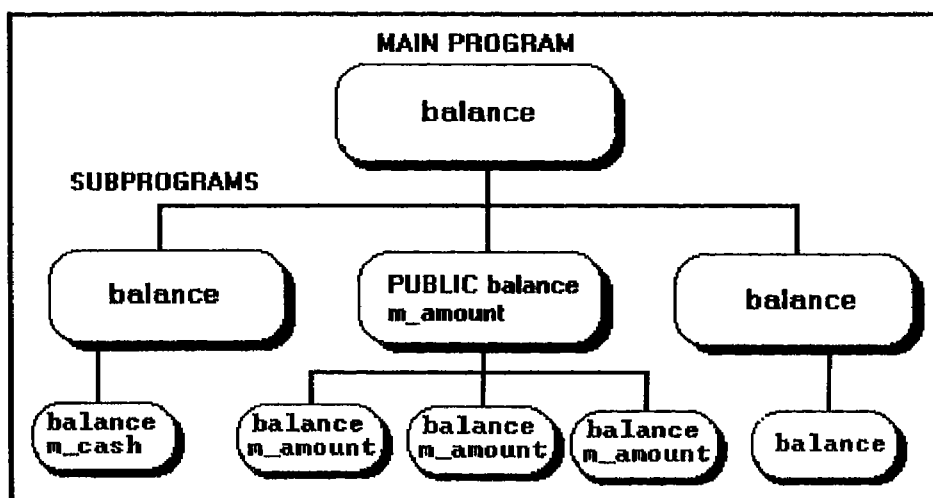 MAIN PROGRAM
balance
SUBPROGRAMS
balance
PUBLIC balance
m_amount
balance
balance
m_cash
balance
m_amount
balance
m_amount
balance
m_amount
balance